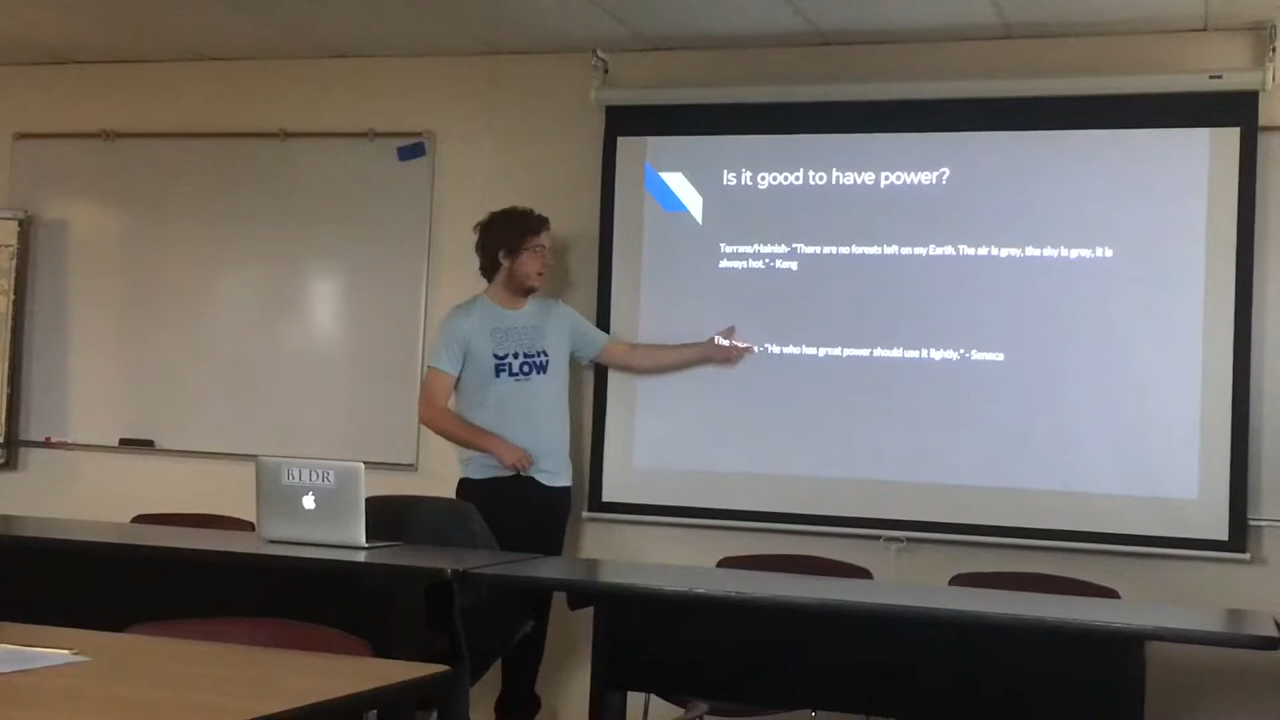 Is it good to have power?
Terrans/Hainish- "There are no forests left on my Earth. The air is grey, the sky is grey, it is
always hot." - Keng
The - "He who has great power should use it lightly." - Seneca
OVER
FLOW
BLDR